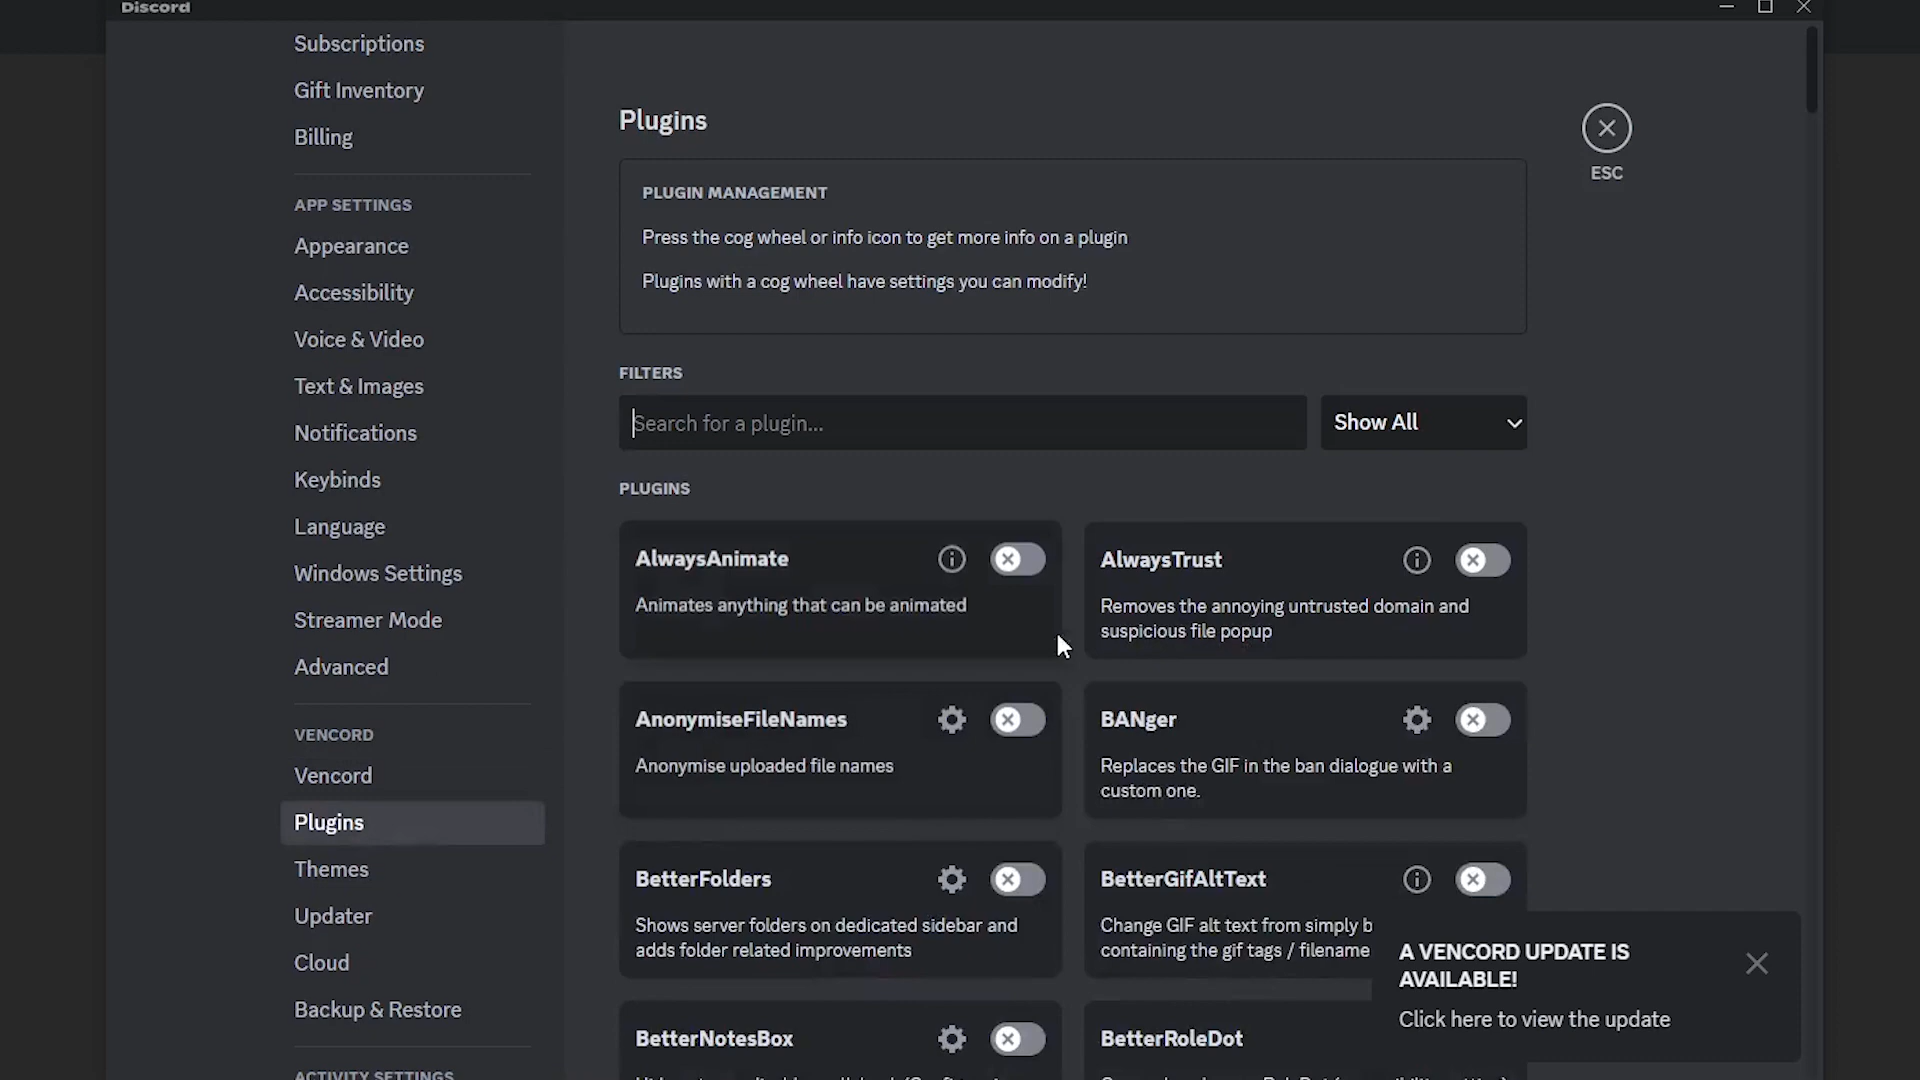 Discord
Subscriptions
Gift Inventory
Billing
APP SETTINGS
Appearance
Accessibility
Voice & Video
Text & Images
Notifications
Keybinds
Language
Windows Settings
Streamer Mode
Advanced
VENCORD
Vencord
Plugins
Themes
Updater
Cloud
Backup & Restore
ACTIVITY SETTINGS
Plugins
ESC
PLUGIN MANAGEMENT
Press the cog wheel or info icon to get more info on a plugin
Plugins with a cog wheel have settings you can modify!
FILTERS
Search for a plugin...
Show All
PLUGINS
AlwaysAnimate
Animates anything that can be animated
AlwaysTrust
Removes the annoying untrusted domain and
suspicious file popup
AnonymiseFileNames
Anonymise uploaded file names
BANger
Replaces the GIF in the ban dialogue with a
custom one.
BetterFolders
Shows server folders on dedicated sidebar and
adds folder related improvements
BetterGifAltText
Change GIF alt text from simply b
containing the gif tags / filename
BetterNotesBox
BetterRoleDot
A VENCORD UPDATE IS
AVAILABLE!
Click here to view the update